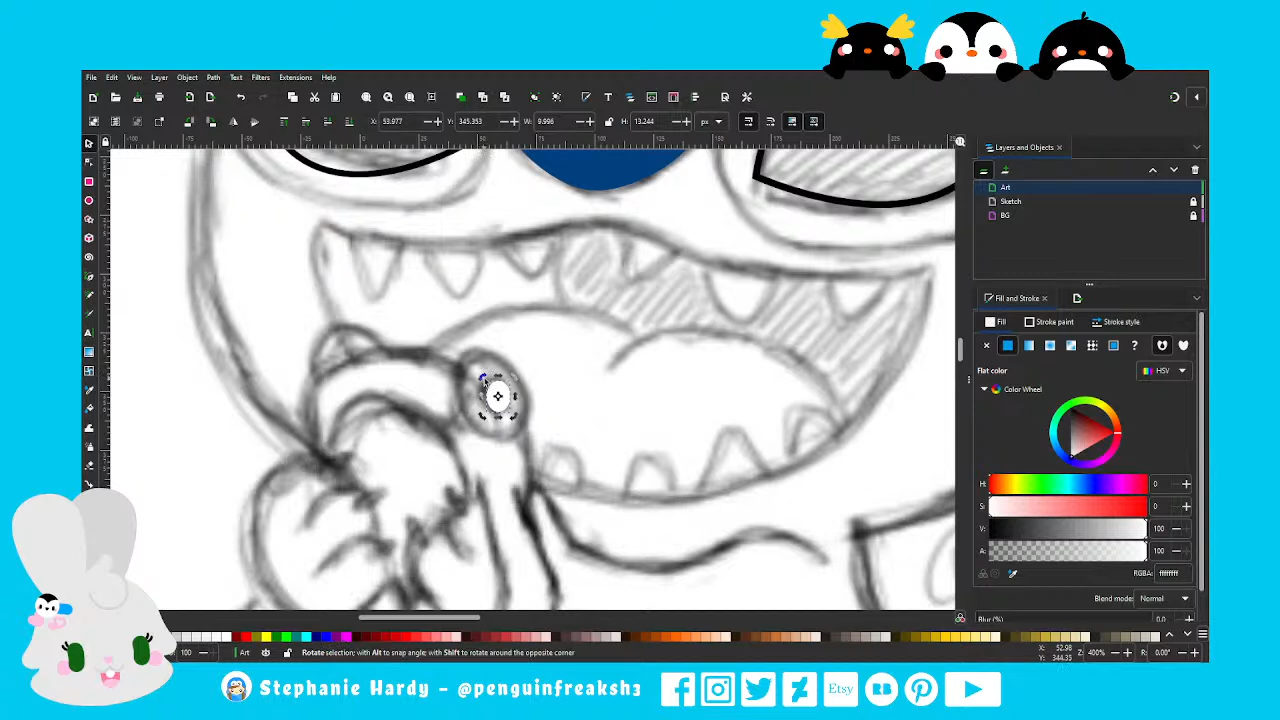 File Edit View Layer Object Path Text Filters Extensions Help
X: 53.977 Y: 345.353 W: 9.996 H: 13.244 px
Layers and Objects
Art
Sketch
BG
Fill and Stroke
Fill Stroke paint Stroke style
?
Flat color HSV
Color Wheel
H: 0
S: 0
V: 100
A: 100
RGBA: ffffffff
Blend mode: Normal
Blur (%) 0.0
100 Art Rotate selection; with Alt to snap angle; with Shift to rotate around the opposite corner X: 52.98 Y: 344.35 Z: 400% R: 0.00°
Stephanie Hardy - @penguinfreaksh3 Etsy RB